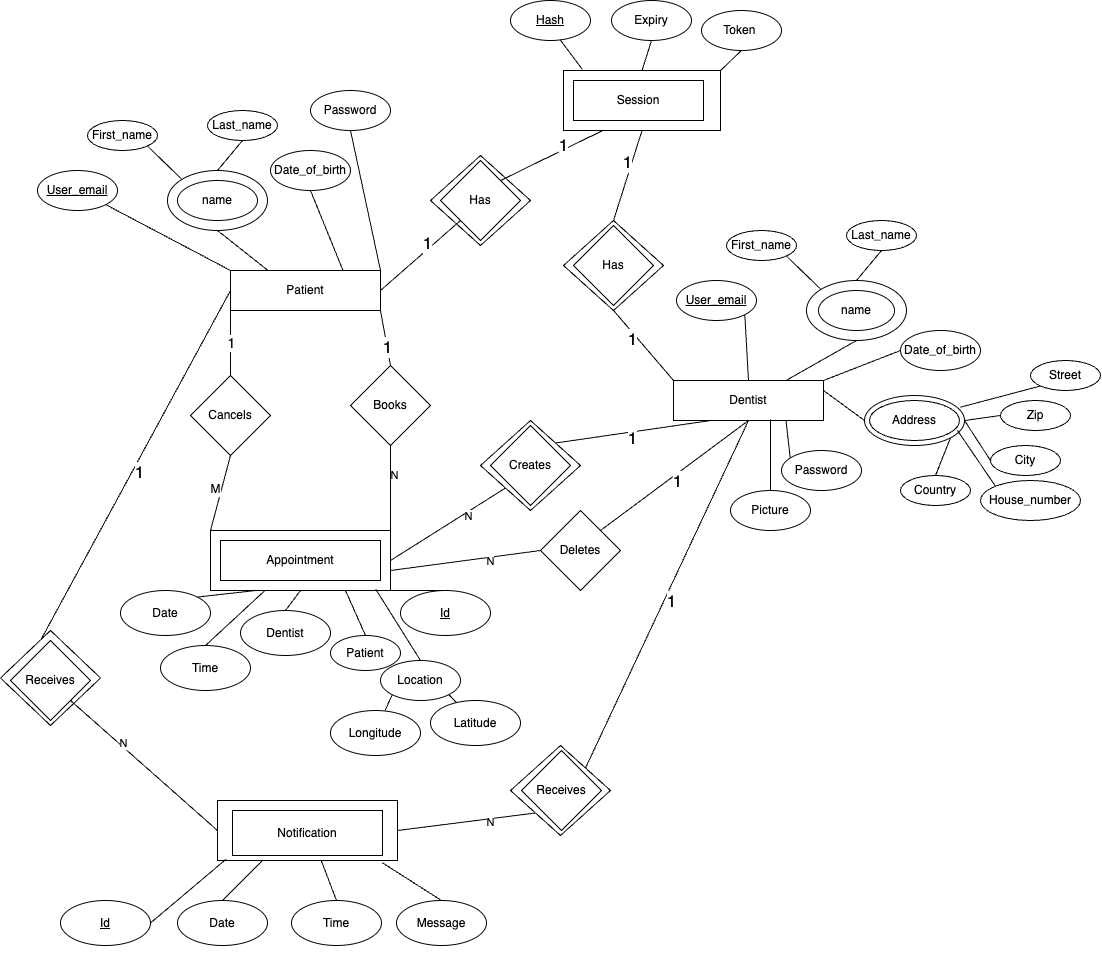 Hash
Expiry
Token
Session
Password
First_name
Last_name
Date_of_birth
User_email
name
1
1
Has
1
Has
First_name
Last_name
Patient
User_email
name
1
1
1
1
Date_of_birth
Street
Cancels
Books
Dentist
Address
Zip
Creates
1
City
Password
1
N
M
1
Country
House_number
Picture
N
Deletes
N
Appointment
1
Date
Dentist
Id
Time
Patient
Receives
Location
Longitude
Latitude
N
Receives
N
Notification
Id
Date
Time
Message